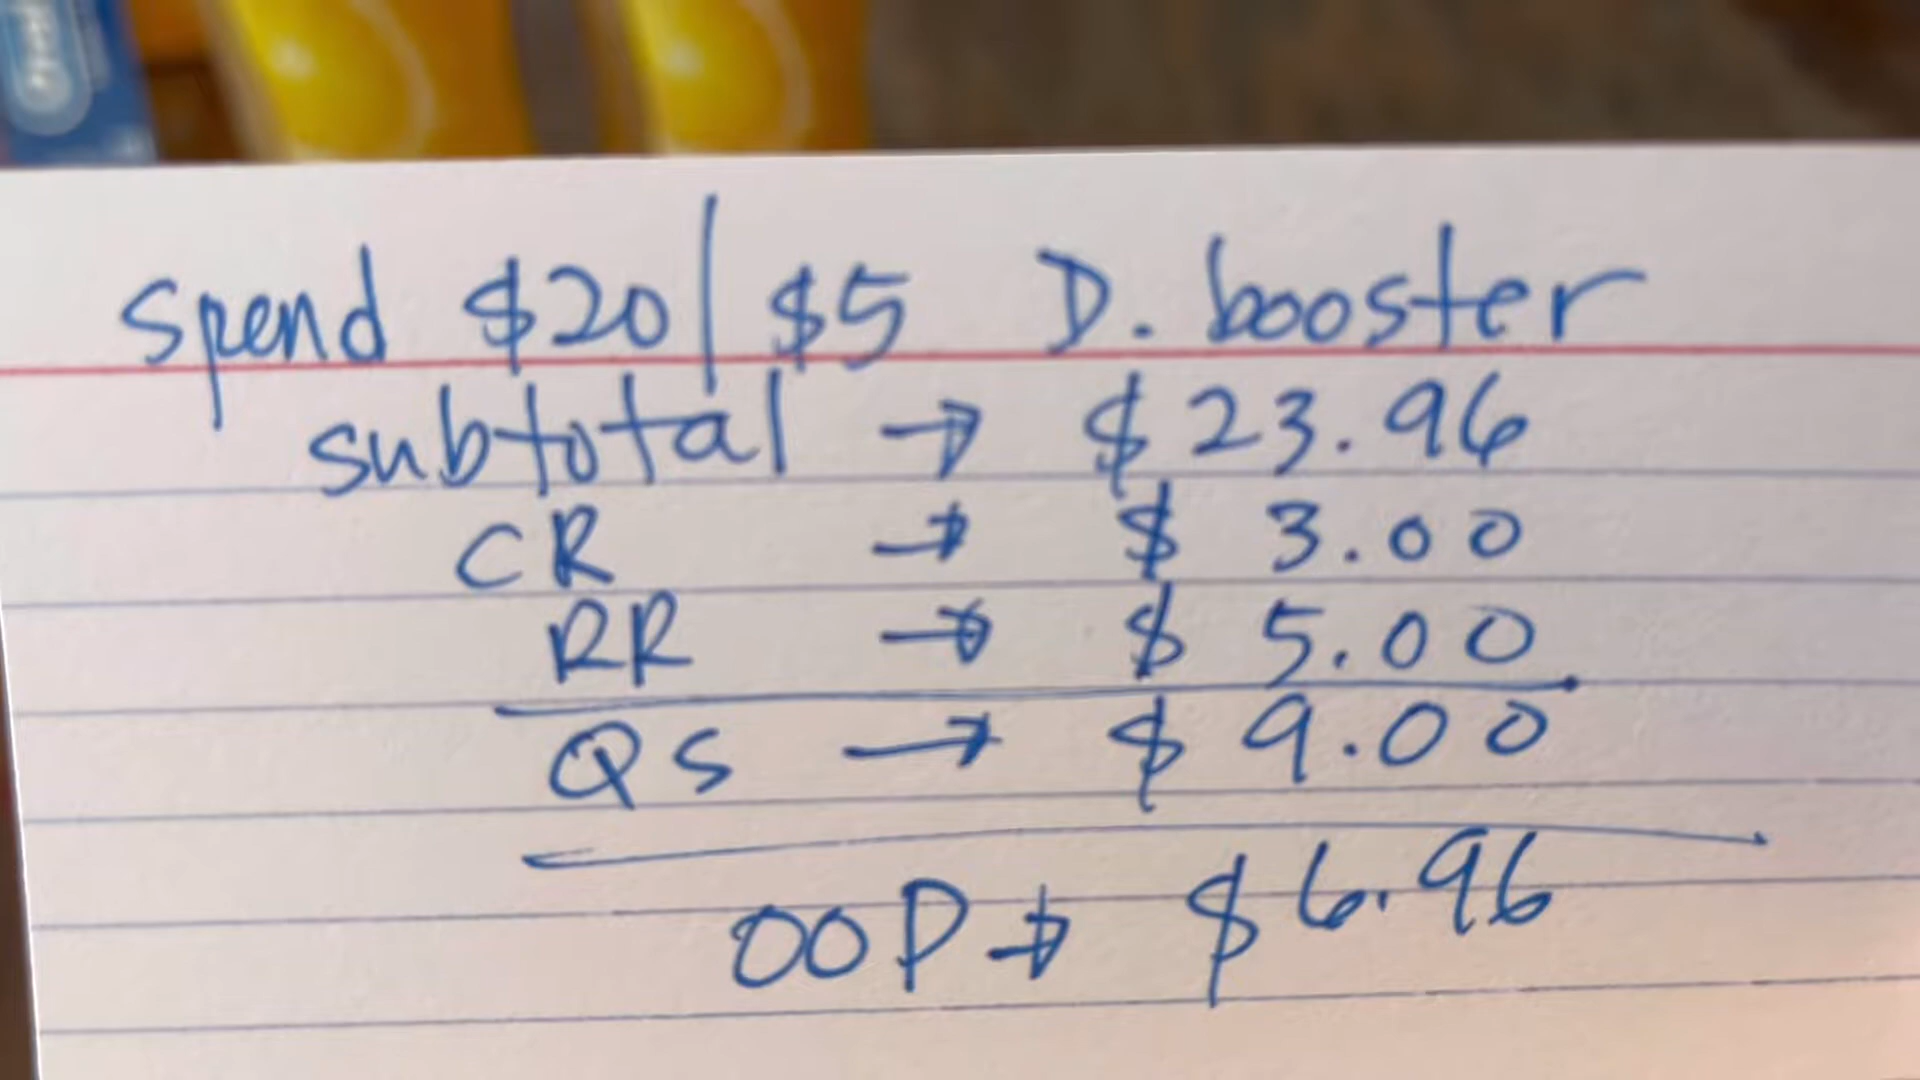 spend $20/$5 D. booster
subtotal → $23.96
CR → $ 3.00
RR → $ 5.00
QS → $ 9.00
OOP → $6.96